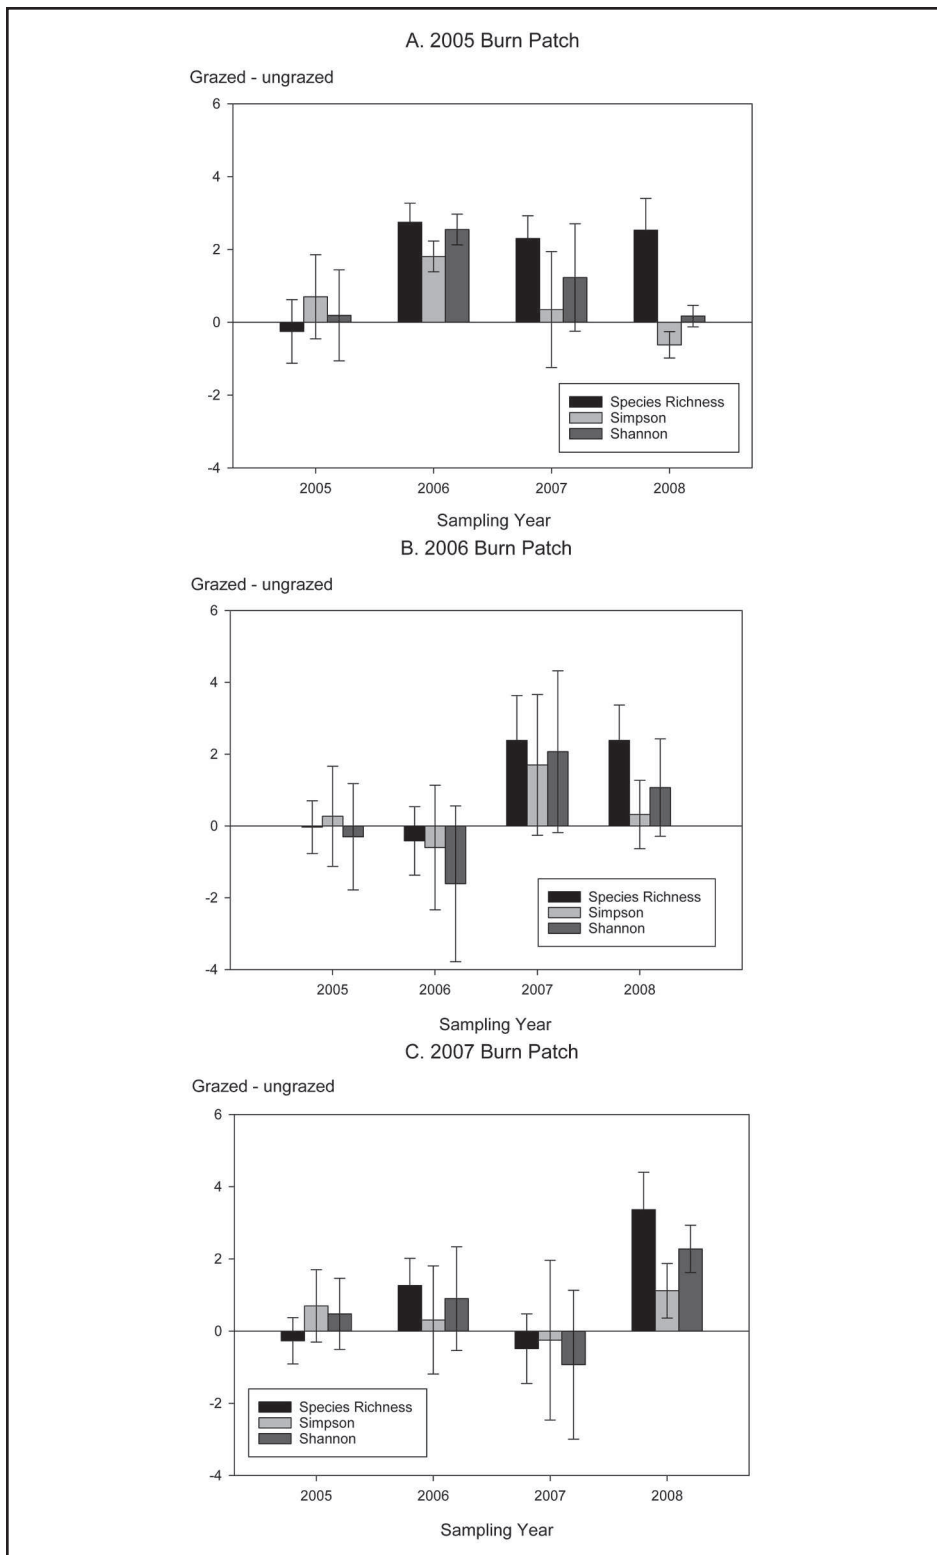 A. 2005 Burn Patch
Grazed - ungrazed
6
4
2
0
-2
-4
Species Richness
Simpson
Shannon
2005 2006 2007 2008
Sampling Year
B. 2006 Burn Patch
Grazed - ungrazed
6
4
2
0
-2
-4
Species Richness
Simpson
Shannon
2005 2006 2007 2008
Sampling Year
C. 2007 Burn Patch
Grazed - ungrazed
6
4
2
0
-2
-4
Species Richness
Simpson
Shannon
2005 2006 2007 2008
Sampling Year